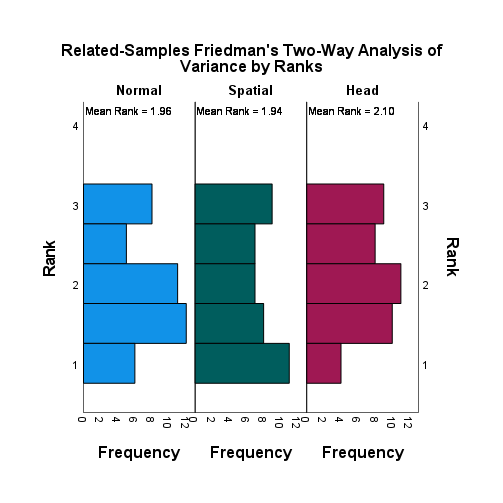 Related-Samples Friedman's Two-Way Analysis of
Variance by Ranks
Normal Spatial Head
Mean Rank = 1.96 Mean Rank = 1.94 Mean Rank = 2.10
4 4
3 3
Rank Rank
2 2
1 1
0 2 4 6 8 10 12 0 2 4 6 8 10 12 0 2 4 6 8 10 12
Frequency Frequency Frequency